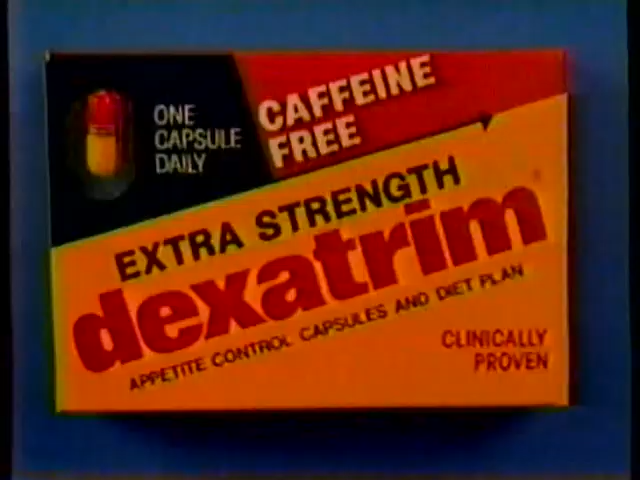 ONE
CAPSULE
DAILY
CAFFEINE
FREE
EXTRA STRENGTH
dexatrim
APPETITE CONTROL CAPSULES AND DIET PLAN
CLINICALLY
PROVEN